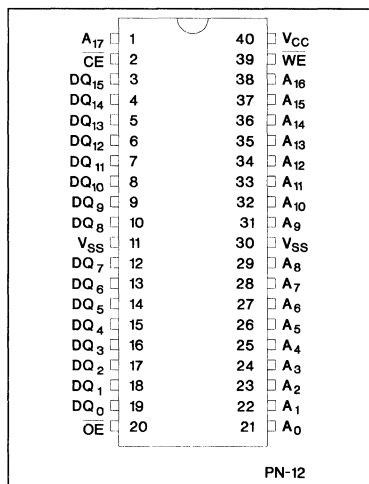 A17 1 40 VCC
CE 2 39 WE
DQ15 3 38 A16
DQ14 4 37 A15
DQ13 5 36 A14
DQ12 6 35 A13
DQ11 7 34 A12
DQ10 8 33 A11
DQ9 9 32 A10
DQ8 10 31 A9
VSS 11 30 VSS
DQ7 12 29 A8
DQ6 13 28 A7
DQ5 14 27 A6
DQ4 15 26 A5
DQ3 16 25 A4
DQ2 17 24 A3
DQ1 18 23 A2
DQ0 19 22 A1
OE 20 21 A0
PN-12